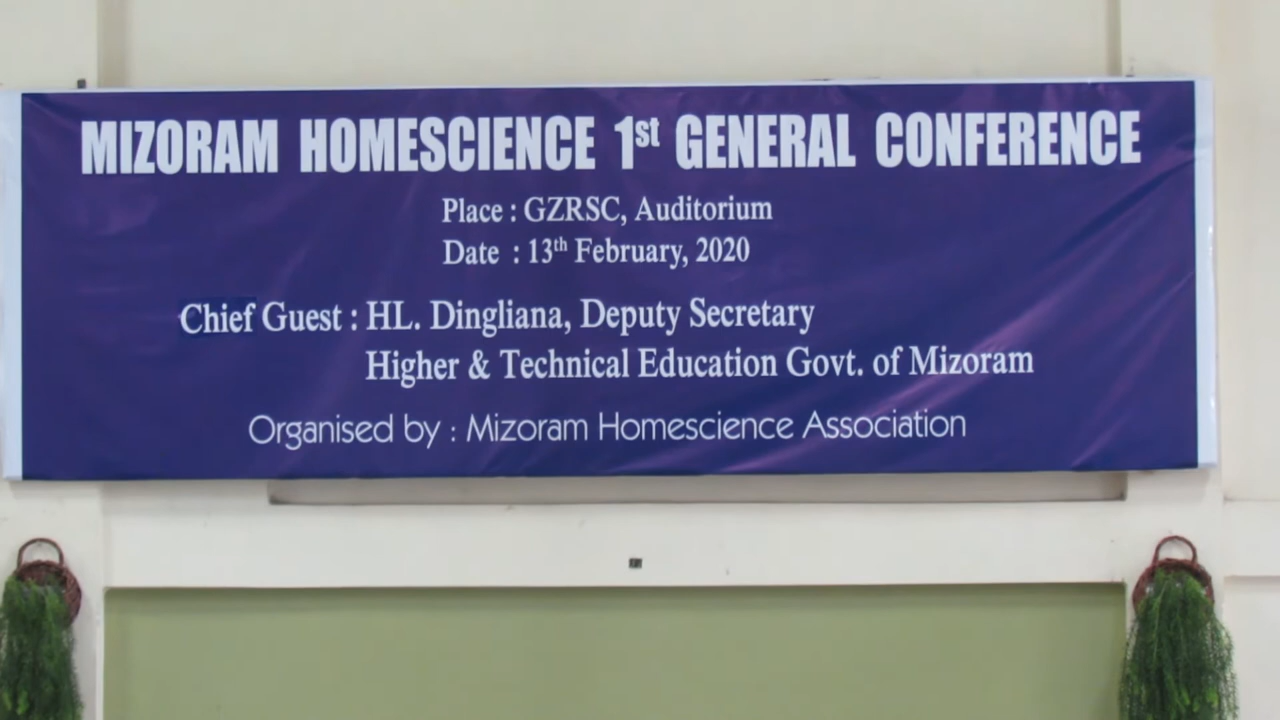 MIZORAM HOMESCIENCE 1st GENERAL CONFERENCE
Place : GZRSC, Auditorium
Date : 13th February, 2020
Chief Guest : HL. Dingliana, Deputy Secretary
Higher & Technical Education Govt. of Mizoram
Organised by : Mizoram Homescience Association